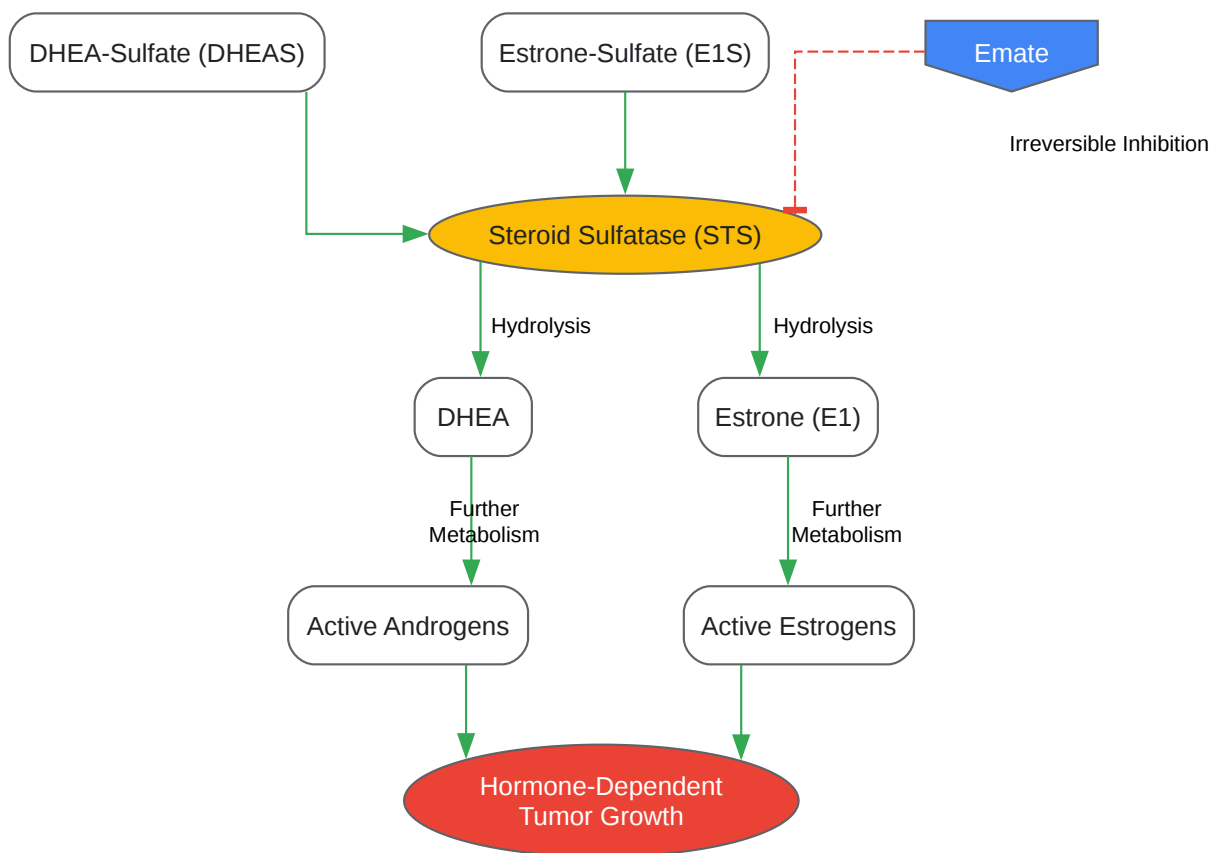 DHEA-Sulfate (DHEAS)
Estrone-Sulfate (E1S)
Emate
Irreversible Inhibition
Steroid Sulfatase (STS)
Hydrolysis
Hydrolysis
DHEA
Estrone (E1)
Further
Metabolism
Further
Metabolism
Active Androgens
Active Estrogens
Hormone-Dependent
Tumor Growth